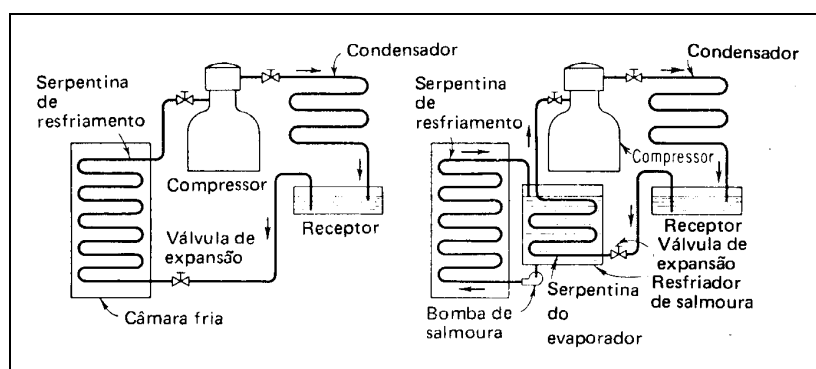 Condensador
Serpentina
de
resfriamento
Compressor
Receptor
Válvula de
expansão
Câmara fria
Condensador
Serpentina
de
resfriamento
Compressor
Receptor
Válvula de
expansão
Resfriador
de salmoura
Bomba de
salmoura
Serpentina
do
evaporador